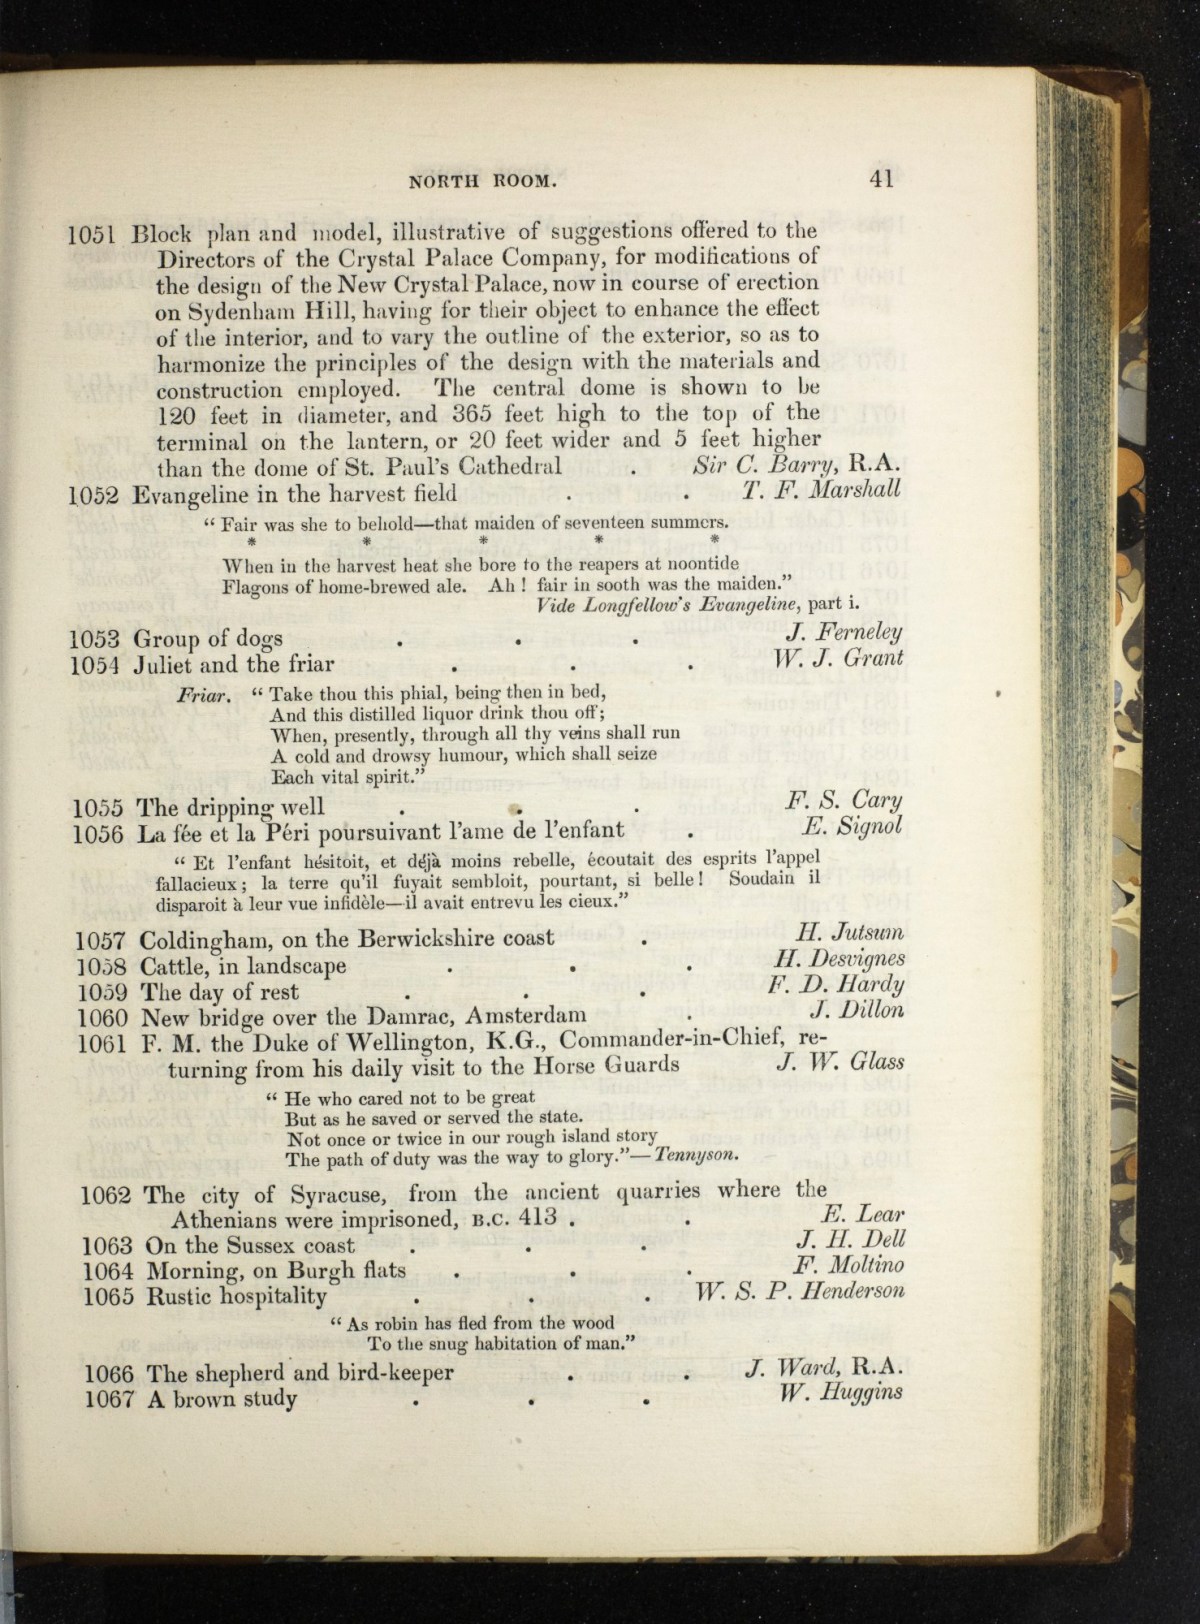 NORTH ROOM. 41
1051 Block plan and model, illustrative of suggestions offered to the
Directors of the Crystal Palace Company, for modifications of
the design of the New Crystal Palace, now in course of erection
on Sydenham Hill, having for their object to enhance the effect
of the interior, and to vary the outline of the exterior, so as to
harmonize the principles of the design with the materials and
construction employed. The central dome is shown to be
120 feet in diameter, and 365 feet high to the top of the
terminal on the lantern, or 20 feet wider and 5 feet higher
than the dome of St. Paul's Cathedral . Sir C. Barry, R.A.
1052 Evangeline in the harvest field . . T. F. Marshall
“ Fair was she to behold—that maiden of seventeen summers.
* * * * *
When in the harvest heat she bore to the reapers at noontide
Flagons of home-brewed ale. Ah ! fair in sooth was the maiden.”
Vide Longfellow's Evangeline, part i.
1053 Group of dogs . . . J. Ferneley
1054 Juliet and the friar . . . W. J. Grant
Friar. “ Take thou this phial, being then in bed,
And this distilled liquor drink thou off;
When, presently, through all thy veins shall run
A cold and drowsy humour, which shall seize
Each vital spirit.”
1055 The dripping well . . . F. S. Cary
1056 La fée et la Péri poursuivant l'ame de l'enfant . E. Signol
“ Et l'enfant hésitoit, et déjà moins rebelle, écoutait des esprits l'appel
fallacieux; la terre qu'il fuyait sembloit, pourtant, si belle! Soudain il
disparoit à leur vue infidèle—il avait entrevu les cieux.”
1057 Coldingham, on the Berwickshire coast . H. Jutsum
1058 Cattle, in landscape . . . H. Desvignes
1059 The day of rest . . . F. D. Hardy
1060 New bridge over the Damrac, Amsterdam . J. Dillon
1061 F. M. the Duke of Wellington, K.G., Commander-in-Chief, re-
turning from his daily visit to the Horse Guards J. W. Glass
“ He who cared not to be great
But as he saved or served the state.
Not once or twice in our rough island story
The path of duty was the way to glory.”—Tennyson.
1062 The city of Syracuse, from the ancient quarries where the
Athenians were imprisoned, B.C. 413 . . E. Lear
1063 On the Sussex coast . . . J. H. Dell
1064 Morning, on Burgh flats . . . F. Moltino
1065 Rustic hospitality . . . W. S. P. Henderson
“ As robin has fled from the wood
To the snug habitation of man.”
1066 The shepherd and bird-keeper . . J. Ward, R.A.
1067 A brown study . . . W. Huggins